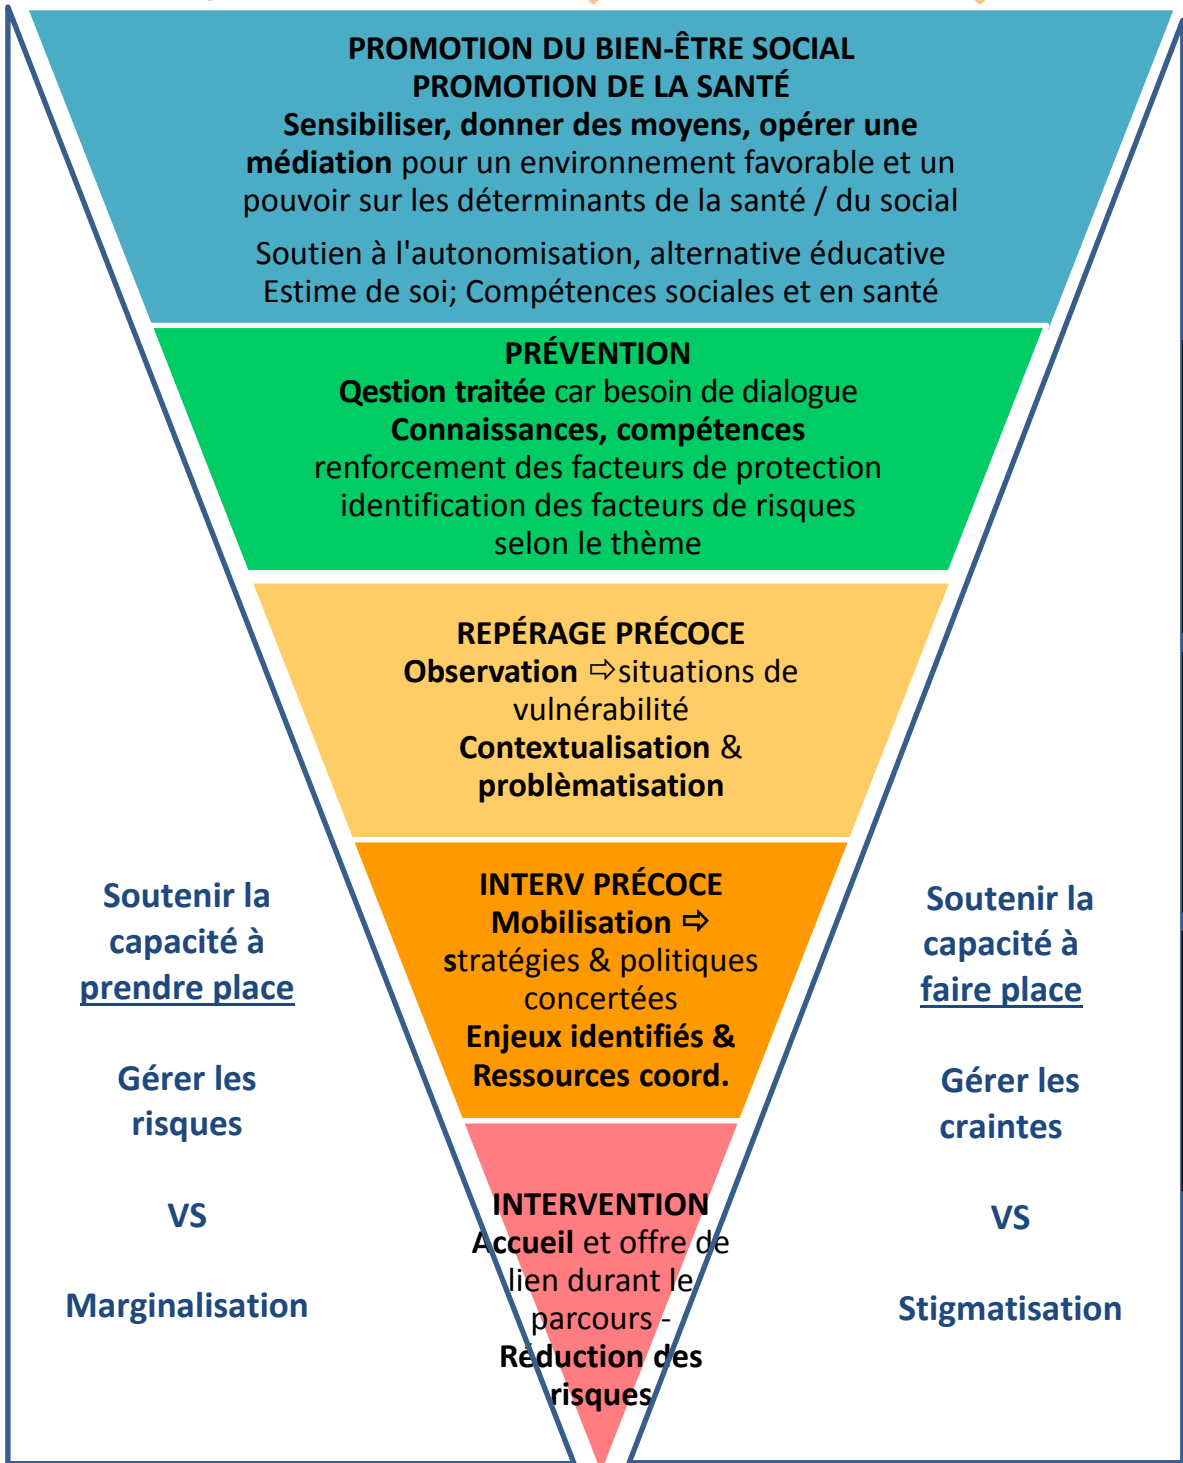 PROMOTION DU BIEN-ÊTRE SOCIAL
PROMOTION DE LA SANTÉ
Sensibiliser, donner des moyens, opérer une
médiation pour un environnement favorable et un
pouvoir sur les déterminants de la santé / du social
Soutien à l'autonomisation, alternative éducative
Estime de soi; Compétences sociales et en santé
PRÉVENTION
Qestion traitée car besoin de dialogue
Connaissances, compétences
renforcement des facteurs de protection
identification des facteurs de risques
selon le thème
REPÉRAGE PRÉCOCE
Observation ⇨situations de
vulnérabilité
Contextualisation &
problèmatisation
INTERV PRÉCOCE
Mobilisation ⇨
stratégies & politiques
concertées
Enjeux identifiés &
Ressources coord.
INTERVENTION
Accueil et offre de
lien durant le
parcours -
Réduction des
risques
Soutenir la
capacité à
prendre place
Gérer les
risques
VS
Marginalisation
Soutenir la
capacité à
faire place
Gérer les
craintes
VS
Stigmatisation